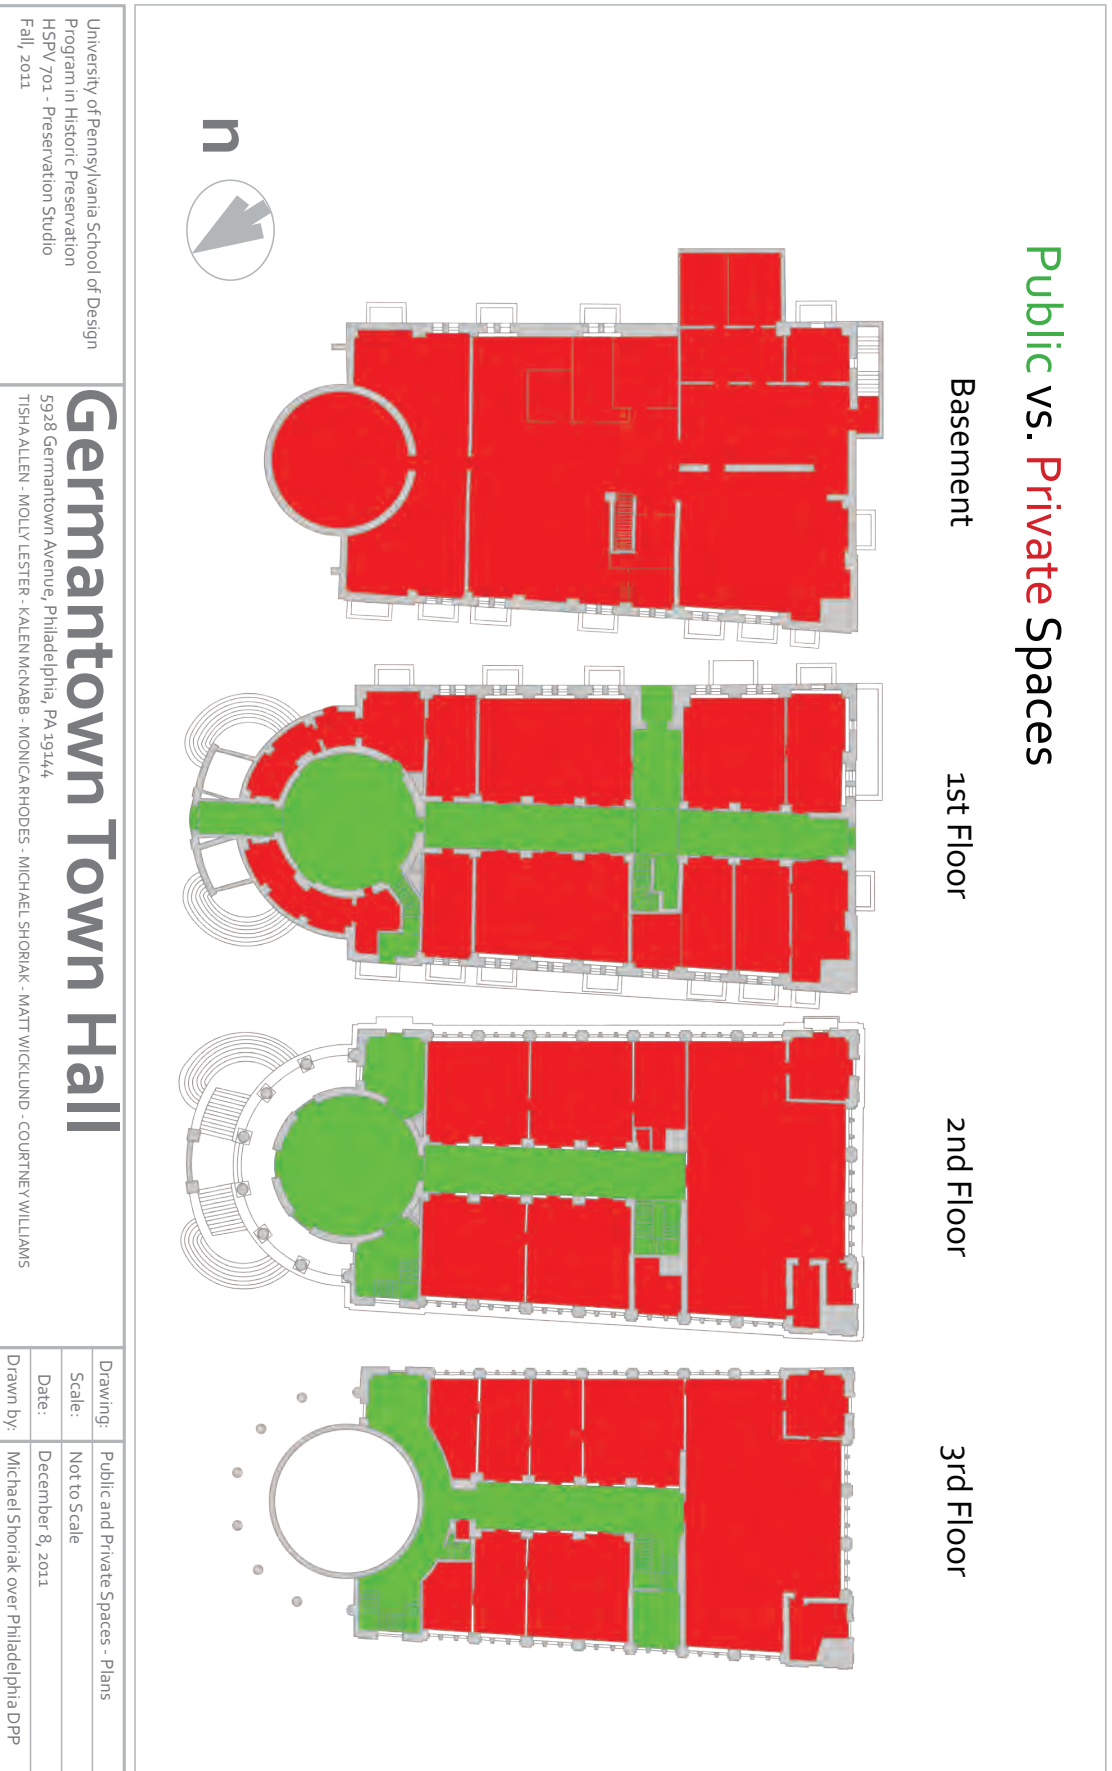 Public vs. Private Spaces
Basement
1st Floor
2nd Floor
3rd Floor
n
University of Pennsylvania School of Design
Program in Historic Preservation
HSPV 701 - Preservation Studio
Fall, 2011
Germantown Town Hall
5928 Germantown Avenue, Philadelphia, PA 19144
TISHA ALLEN - MOLLY LESTER - KALEN McNABB - MONICA RHODES - MICHAEL SHORIAK - MATT WICKLUND - COURTNEY WILLIAMS
Drawing: Public and Private Spaces - Plans
Scale: Not to Scale
Date: December 8, 2011
Drawn by: Michael Shoriak over Philadelphia DPP